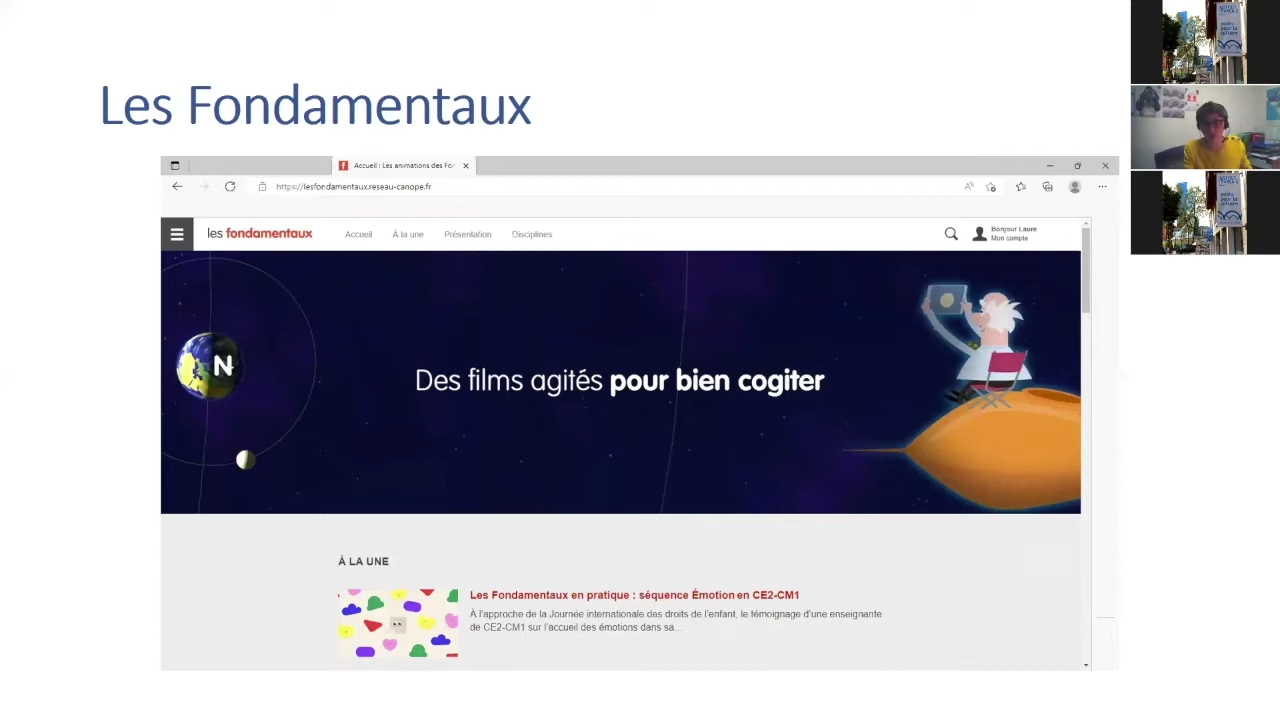 Les Fondamentaux
Accueil : Les animations des Fo
https://lesfondamentaux.reseau-canope.fr
les fondamentaux
Accueil
À la une
Présentation
Disciplines
Bonjour Laure
Mon compte
N
Des films agités pour bien cogiter
À LA UNE
Les Fondamentaux en pratique : séquence Émotion en CE2-CM1
À l'approche de la Journée internationale des droits de l'enfant, le témoignage d'une enseignante
de CE2-CM1 sur l'accueil des émotions dans sa...